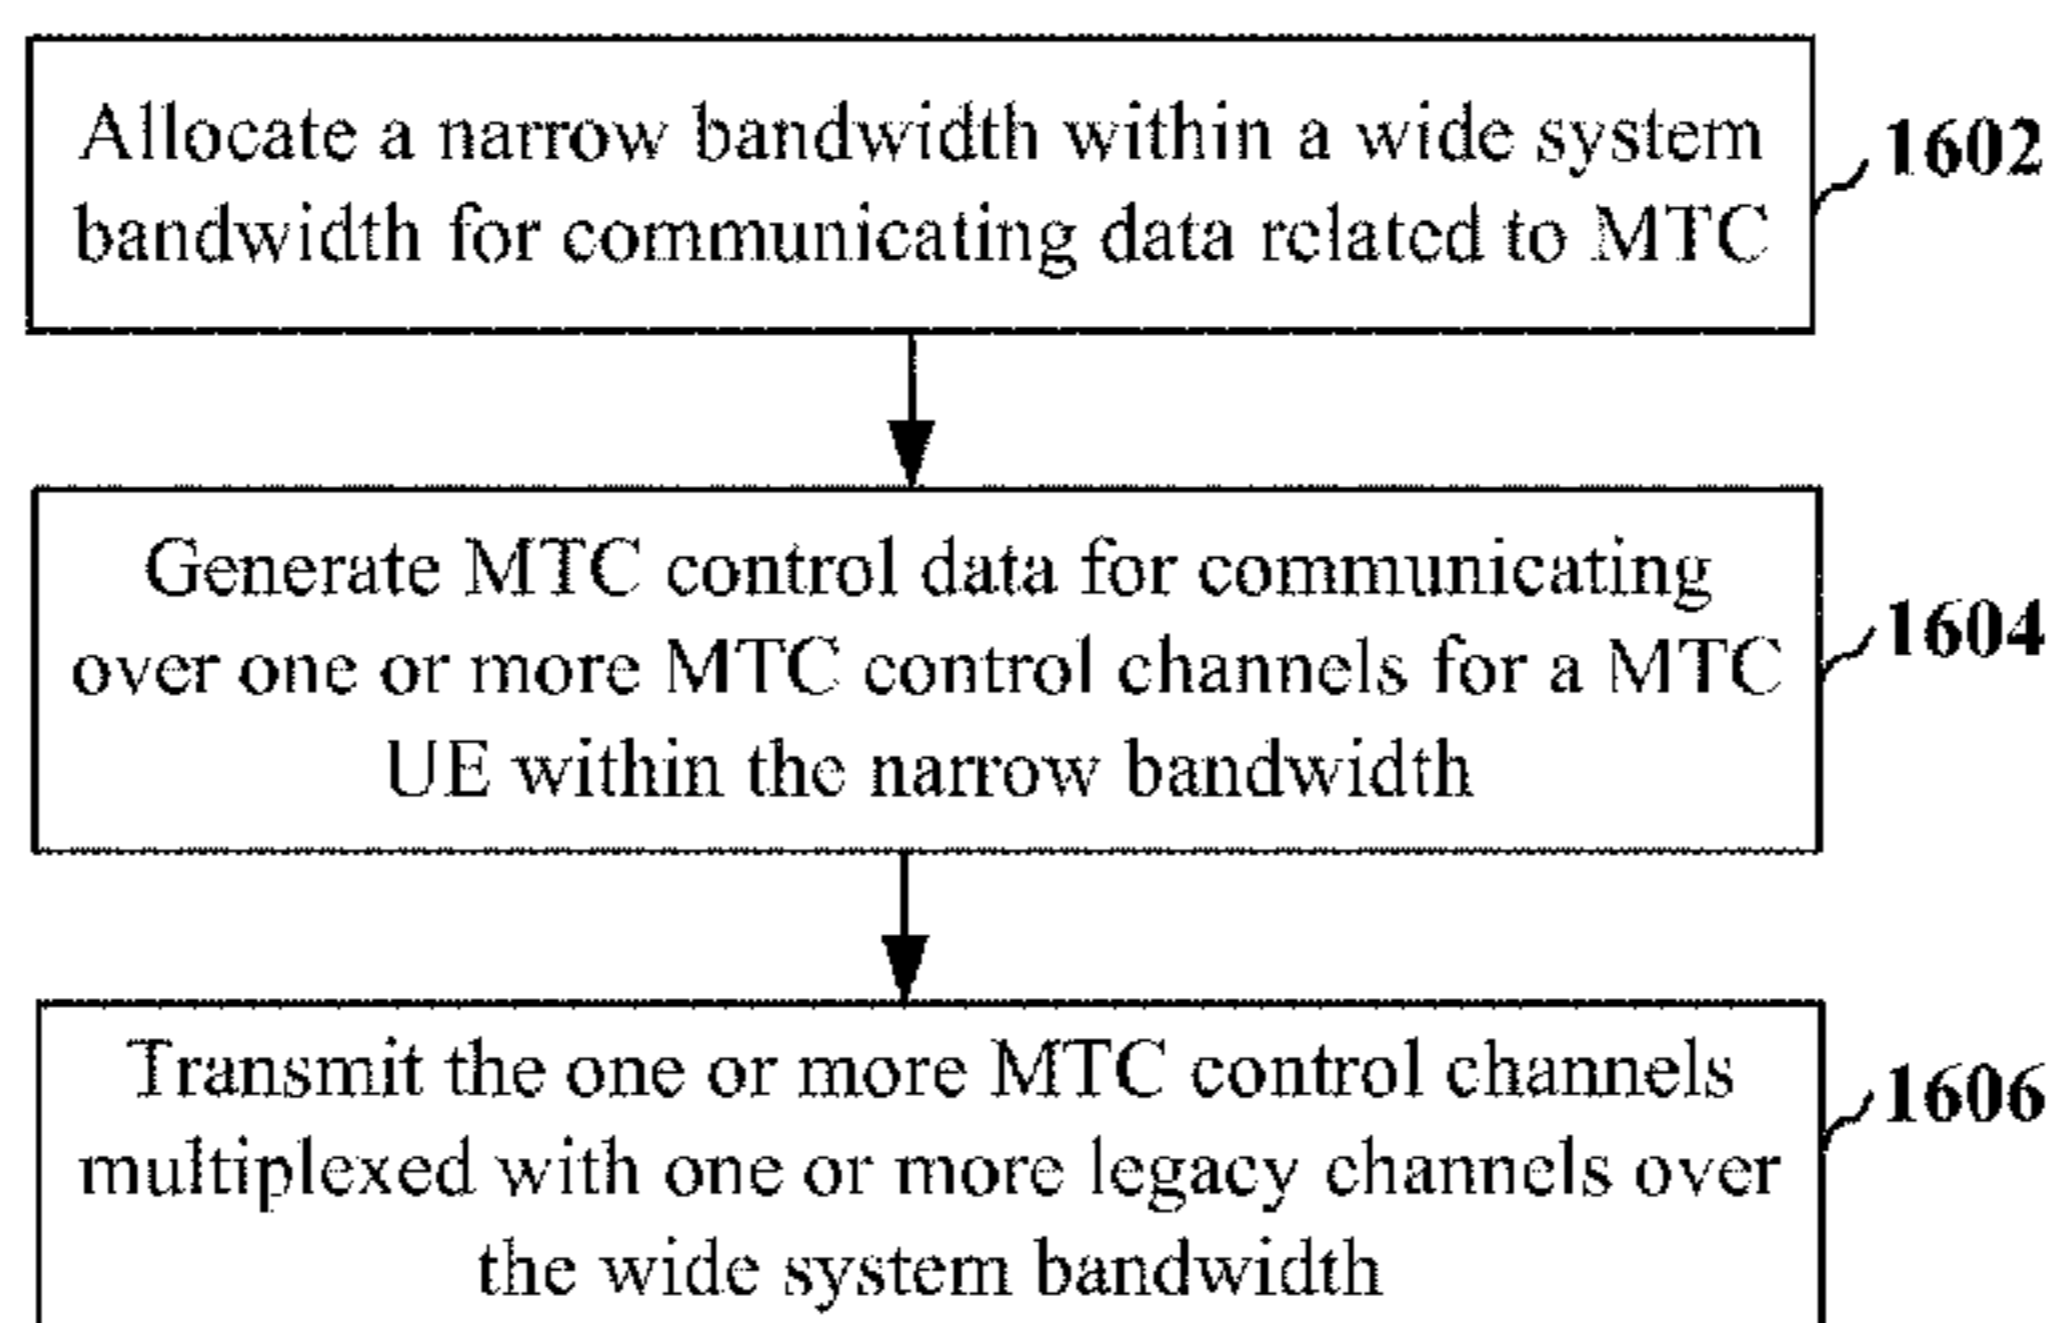 Allocate a narrow bandwidth within a wide system
bandwidth for communicating data related to MTC
1602
Generate MTC control data for communicating
over one or more MTC control channels for a MTC
UE within the narrow bandwidth
1604
Transmit the one or more MTC control channels
multiplexed with one or more legacy channels over
the wide system bandwidth
1606